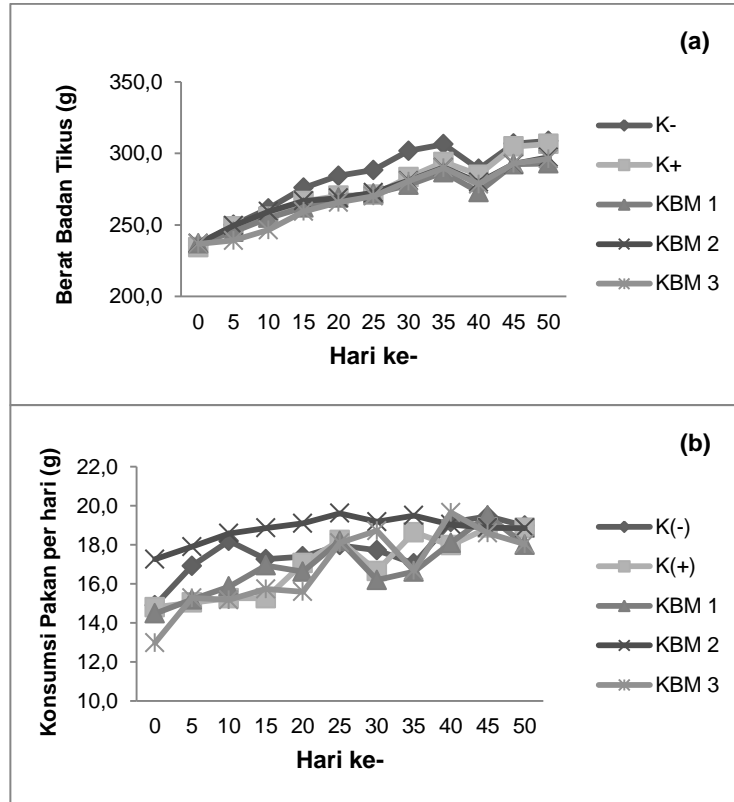 (a)
Berat Badan Tikus (g)
350,0
300,0
250,0
200,0
0 5 10 15 20 25 30 35 40 45 50
Hari ke-
K-
K+
KBM 1
KBM 2
KBM 3
(b)
Konsumsi Pakan per hari (g)
22,0
20,0
18,0
16,0
14,0
12,0
10,0
0 5 10 15 20 25 30 35 40 45 50
Hari ke-
K(-)
K(+)
KBM 1
KBM 2
KBM 3